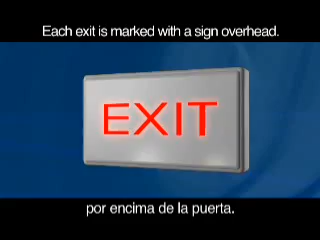 Each exit is marked with a sign overhead.
EXIT
por encima de la puerta.